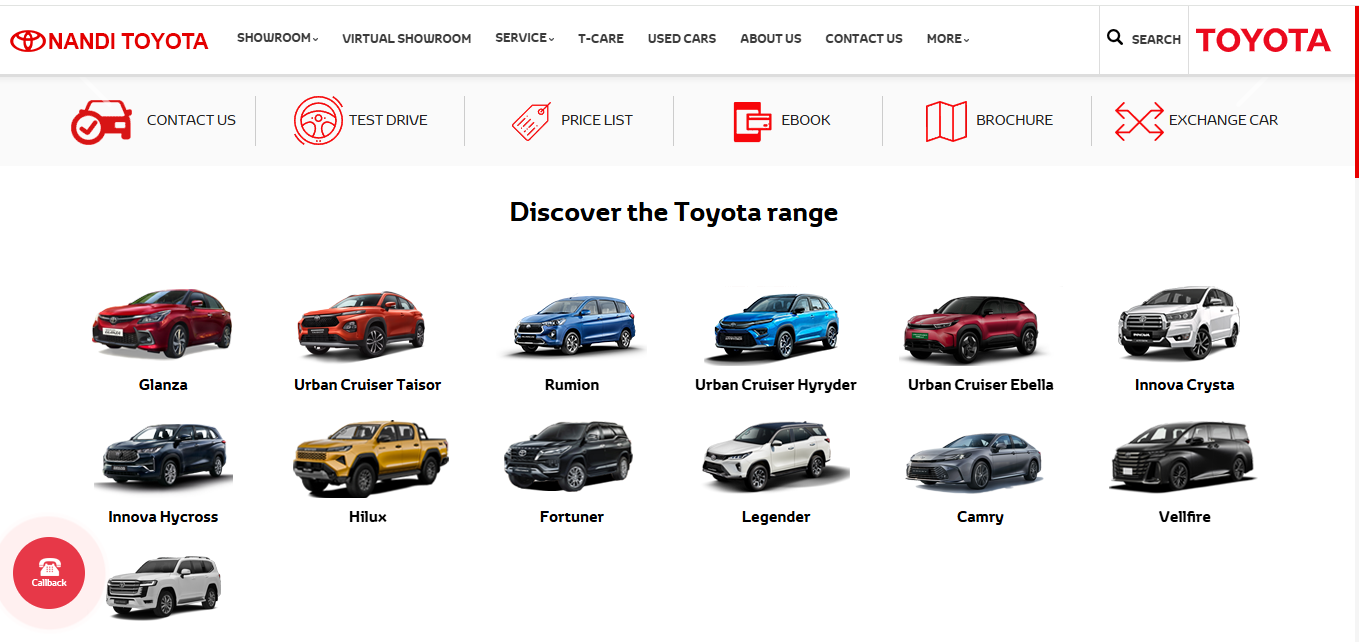 NANDI TOYOTA
SHOWROOM
VIRTUAL SHOWROOM
SERVICE
T-CARE
USED CARS
ABOUT US
CONTACT US
MORE
SEARCH
TOYOTA
CONTACT US
TEST DRIVE
PRICE LIST
EBOOK
BROCHURE
EXCHANGE CAR
Discover the Toyota range
Glanza
Urban Cruiser Taisor
Rumion
Urban Cruiser Hyryder
Urban Cruiser Ebella
Innova Crysta
Innova Hycross
Hilux
Fortuner
Legender
Camry
Vellfire
Callback